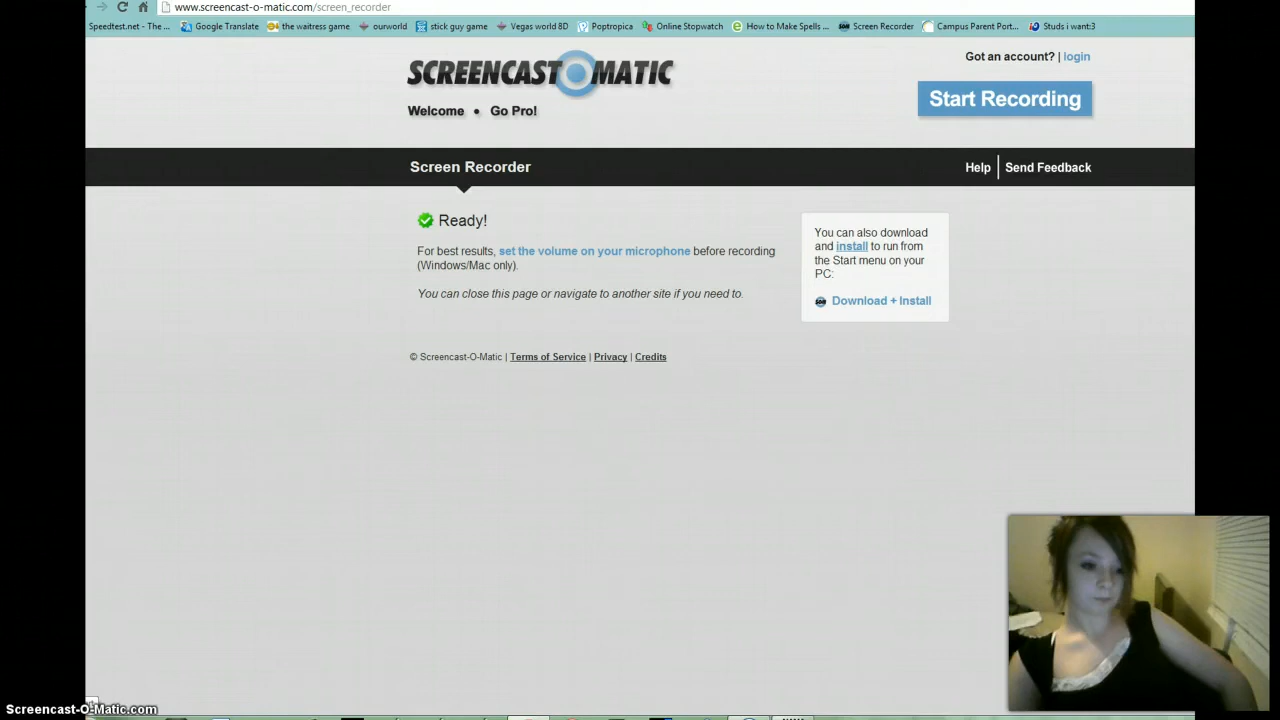 www.screencast-o-matic.com/screen_recorder
Speedtest.net - The ... Google Translate the waitress game ourworld stick guy game Vegas world 8D Poptropica Online Stopwatch How to Make Spells ... Screen Recorder Campus Parent Port... Studs i want:3
Got an account? | login
SCREENCAST O MATIC
Start Recording
Welcome • Go Pro!
Screen Recorder
Help | Send Feedback
Ready!
For best results, set the volume on your microphone before recording
(Windows/Mac only).
You can close this page or navigate to another site if you need to.
You can also download
and install to run from
the Start menu on your
PC:
SOM Download + Install
© Screencast-O-Matic | Terms of Service | Privacy | Credits
Screencast-O-Matic.com